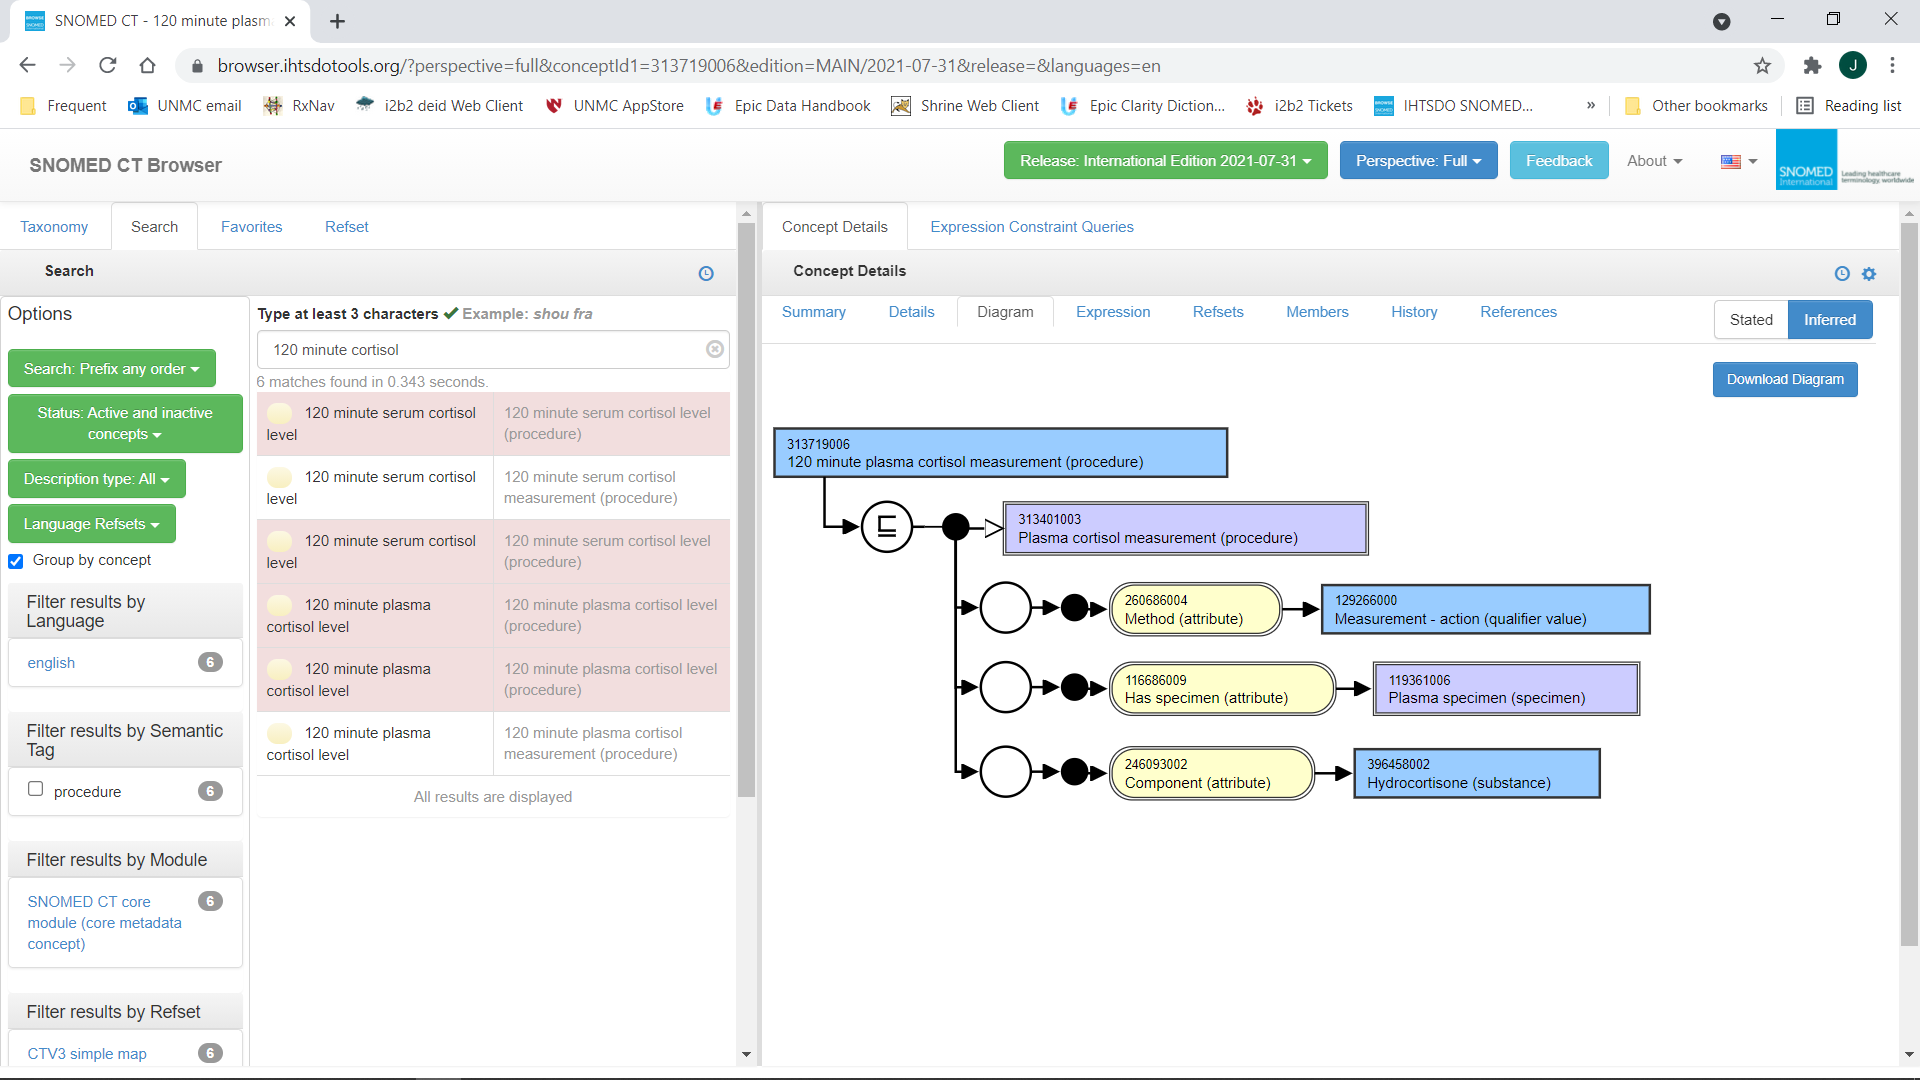 SNOMED CT - 120 minute plasm
browser.ihtsdotools.org/?perspective=full&conceptId1=313719006&edition=MAIN/2021-07-31&release=&languages=en
J
Frequent
UNMC email
RxNav
i2b2 deid Web Client
UNMC AppStore
Epic Data Handbook
Shrine Web Client
Epic Clarity Diction...
i2b2 Tickets
IHTSDO SNOMED...
»
Other bookmarks
Reading list
SNOMED CT Browser
Release: International Edition 2021-07-31
Perspective: Full
Feedback
About
SNOMED
International
Leading healthcare
terminology, worldwide
Taxonomy
Search
Favorites
Refset
Search
Options
Search: Prefix any order
Status: Active and inactive
concepts
Description type: All
Language Refsets
Group by concept
Filter results by
Language
english 6
Filter results by Semantic
Tag
procedure 6
Filter results by Module
SNOMED CT core 6
module (core metadata
concept)
Filter results by Refset
CTV3 simple map 6
Type at least 3 characters Example: shou fra
120 minute cortisol
6 matches found in 0.343 seconds.
120 minute serum cortisol
level
120 minute serum cortisol level
(procedure)
120 minute serum cortisol
level
120 minute serum cortisol
measurement (procedure)
120 minute serum cortisol
level
120 minute serum cortisol level
(procedure)
120 minute plasma
cortisol level
120 minute plasma cortisol level
(procedure)
120 minute plasma
cortisol level
120 minute plasma cortisol level
(procedure)
120 minute plasma
cortisol level
120 minute plasma cortisol
measurement (procedure)
All results are displayed
Concept Details
Expression Constraint Queries
Concept Details
Summary
Details
Diagram
Expression
Refsets
Members
History
References
Stated
Inferred
Download Diagram
313719006
120 minute plasma cortisol measurement (procedure)
⊑
313401003
Plasma cortisol measurement (procedure)
260686004
Method (attribute)
129266000
Measurement - action (qualifier value)
116686009
Has specimen (attribute)
119361006
Plasma specimen (specimen)
246093002
Component (attribute)
396458002
Hydrocortisone (substance)